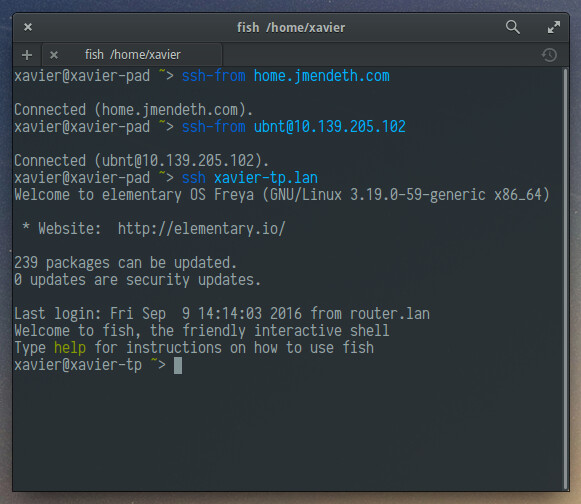 fish /home/xavier
fish /home/xavier
xavier@xavier-pad ~> ssh-from home.jmendeth.com
Connected (home.jmendeth.com).
xavier@xavier-pad ~> ssh-from ubnt@10.139.205.102
Connected (ubnt@10.139.205.102).
xavier@xavier-pad ~> ssh xavier-tp.lan
Welcome to elementary OS Freya (GNU/Linux 3.19.0-59-generic x86_64)
* Website:  http://elementary.io/
239 packages can be updated.
0 updates are security updates.
Last login: Fri Sep  9 14:14:03 2016 from router.lan
Welcome to fish, the friendly interactive shell
Type help for instructions on how to use fish
xavier@xavier-tp ~>